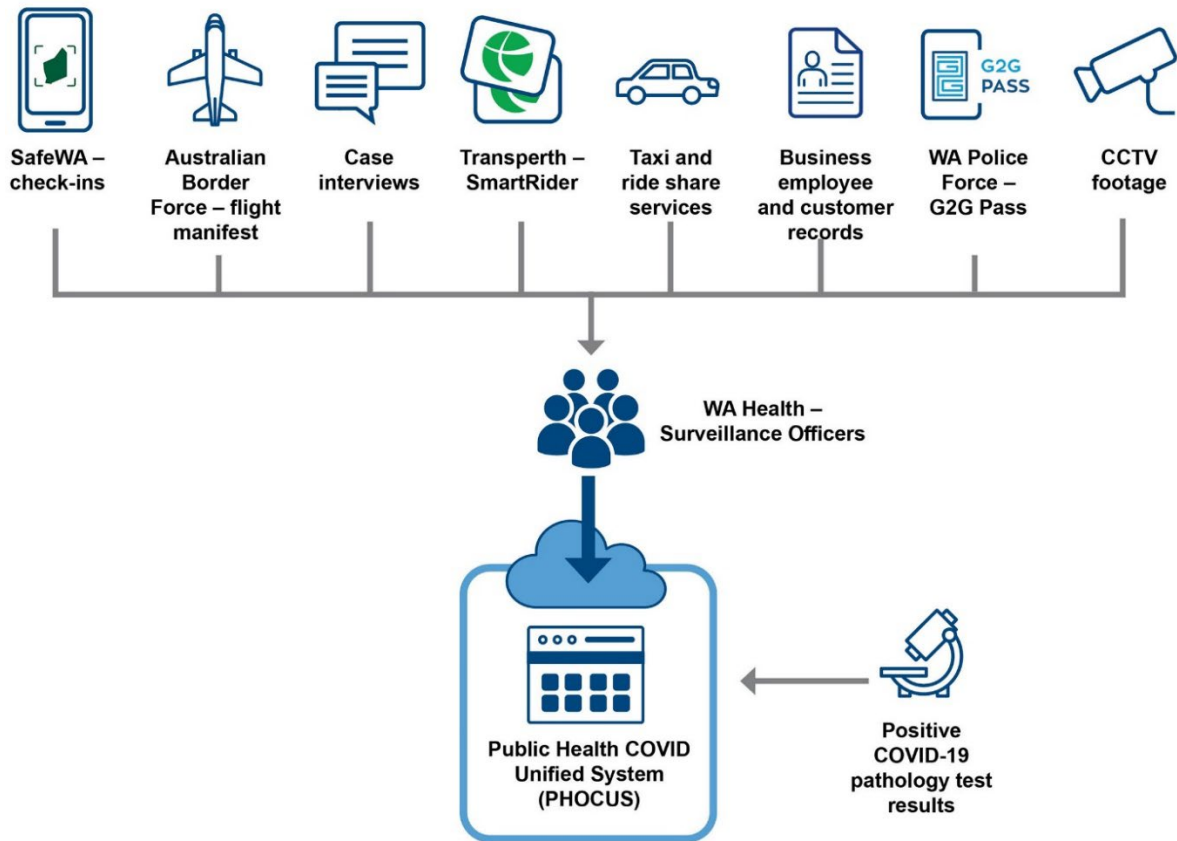 SafeWA –
check-ins
Australian
Border
Force – flight
manifest
Case
interviews
Transperth –
SmartRider
Taxi and
ride share
services
Business
employee
and customer
records
G2G
PASS
WA Police
Force –
G2G Pass
CCTV
footage
WA Health –
Surveillance Officers
Public Health COVID
Unified System
(PHOCUS)
Positive
COVID-19
pathology test
results